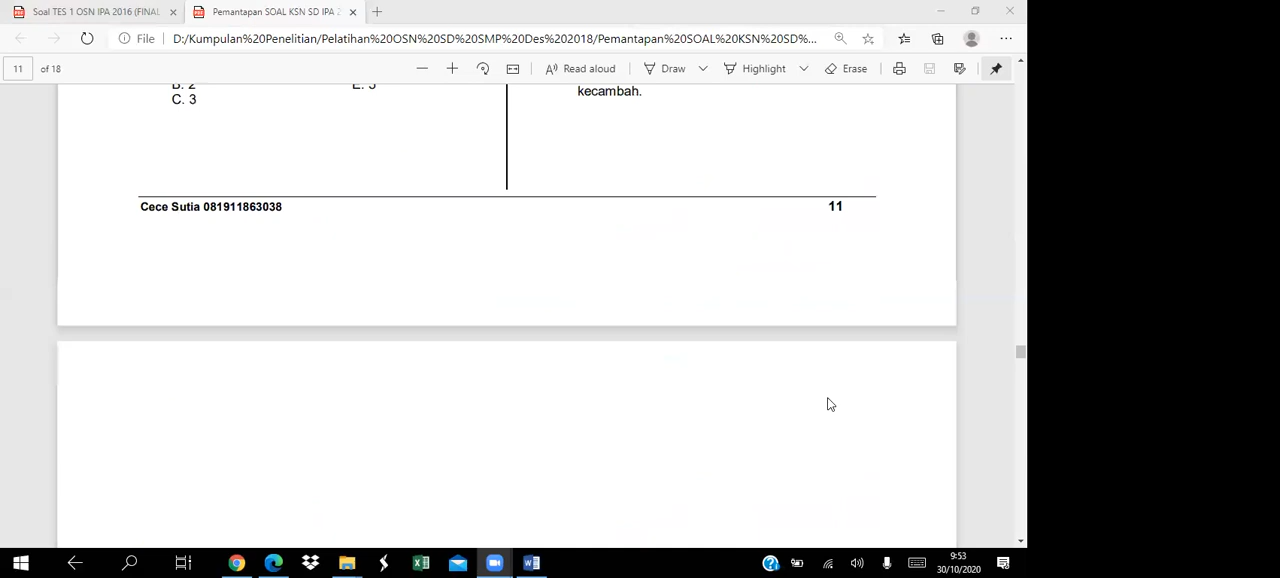 Soal TES 1 OSN IPA 2016 (FINAL
Pemantapan SOAL KSN SD IPA 2
File
D:/Kumpulan%20Penelitian/Pelatihan%20OSN%20SD%20SMP%20Des%202018/Pemantapan%20SOAL%20KSN%20SD%...
11 of 18
Read aloud
Draw
Highlight
Erase
B. 2
E. 5
C. 3
kecambah.
Cece Sutia 081911863038
11
9:53
30/10/2020